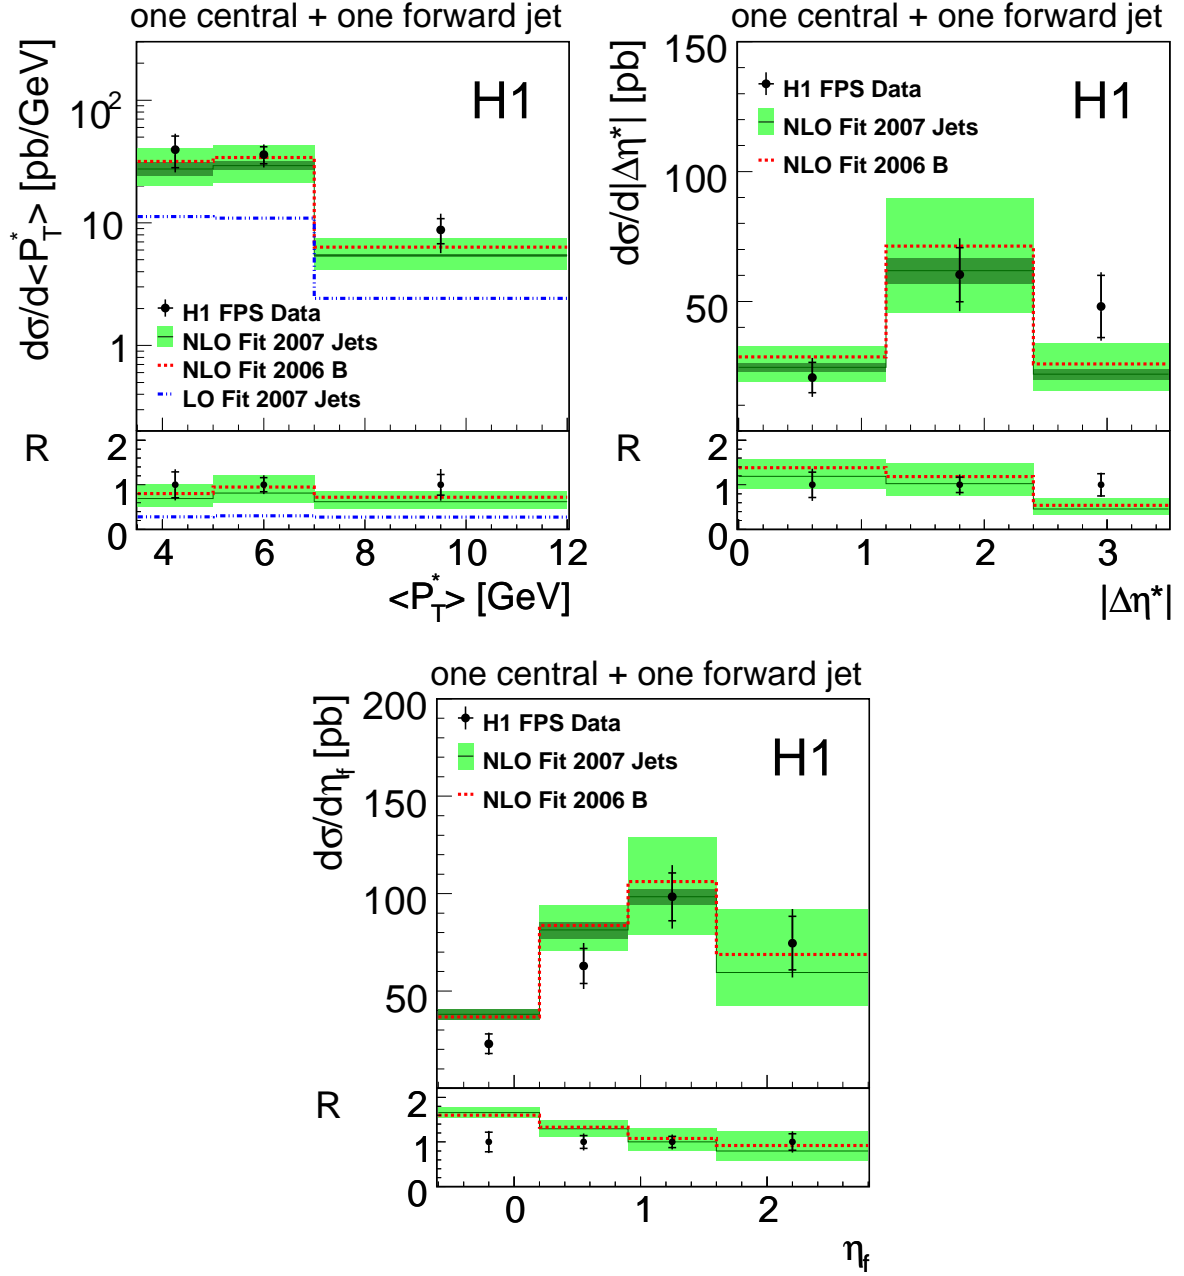 one central + one forward jet
dσ/d<P*T> [pb/GeV]
H1
10²
10
1
H1 FPS Data
NLO Fit 2007 Jets
NLO Fit 2006 B
LO Fit 2007 Jets
R
2
1
0
4 6 8 10 12
<P*T> [GeV]
one central + one forward jet
dσ/d|Δη*| [pb]
150
100
50
H1 FPS Data
NLO Fit 2007 Jets
NLO Fit 2006 B
H1
R
2
1
0
0 1 2 3
|Δη*|
one central + one forward jet
dσ/dηf [pb]
200
150
100
50
H1 FPS Data
NLO Fit 2007 Jets
NLO Fit 2006 B
H1
R
2
1
0
0 1 2
ηf